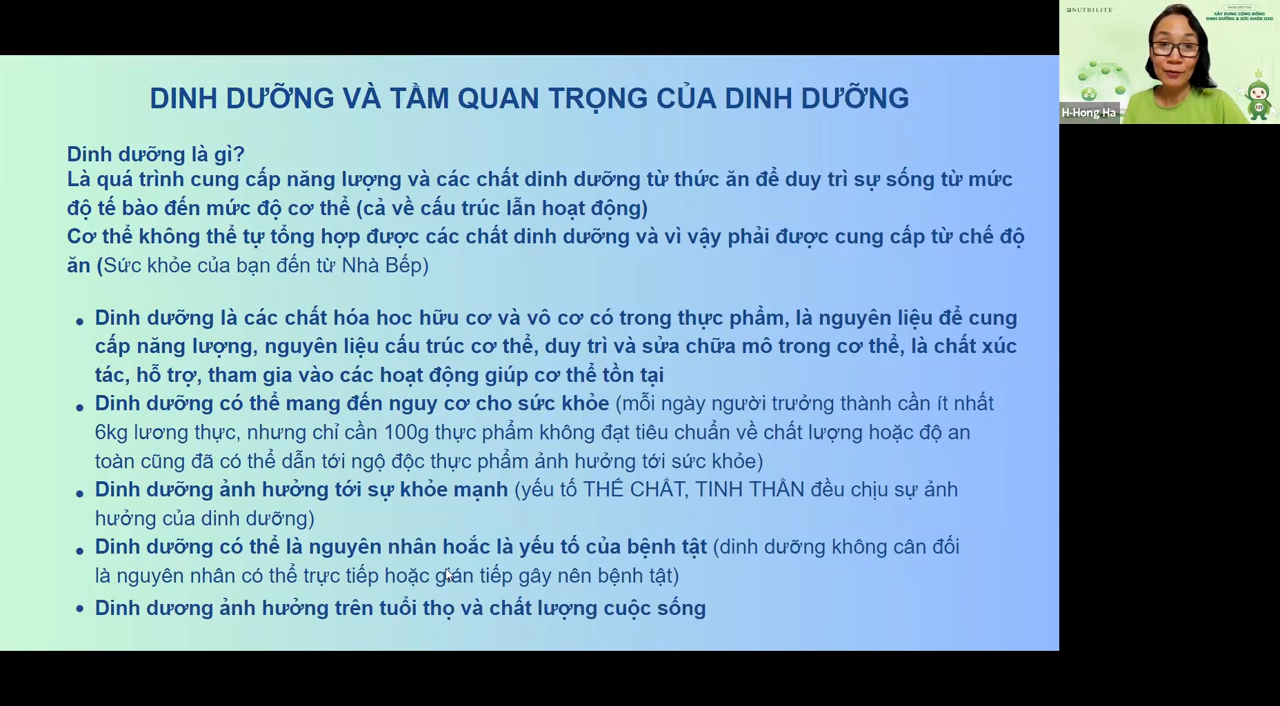 DINH DƯỠNG VÀ TẦM QUAN TRỌNG CỦA DINH DƯỠNG
Dinh dưỡng là gì?
Là quá trình cung cấp năng lượng và các chất dinh dưỡng từ thức ăn để duy trì sự sống từ mức
độ tế bào đến mức độ cơ thể (cả về cấu trúc lẫn hoạt động)
Cơ thể không thể tự tổng hợp được các chất dinh dưỡng và vì vậy phải được cung cấp từ chế độ
ăn (Sức khỏe của bạn đến từ Nhà Bếp)
• Dinh dưỡng là các chất hóa hoc hữu cơ và vô cơ có trong thực phẩm, là nguyên liệu để cung
cấp năng lượng, nguyên liệu cấu trúc cơ thể, duy trì và sửa chữa mô trong cơ thể, là chất xúc
tác, hỗ trợ, tham gia vào các hoạt động giúp cơ thể tồn tại
• Dinh dưỡng có thể mang đến nguy cơ cho sức khỏe (mỗi ngày người trưởng thành cần ít nhất
6kg lương thực, nhưng chỉ cần 100g thực phẩm không đạt tiêu chuẩn về chất lượng hoặc độ an
toàn cũng đã có thể dẫn tới ngộ độc thực phẩm ảnh hưởng tới sức khỏe)
• Dinh dưỡng ảnh hưởng tới sự khỏe mạnh (yếu tố THỂ CHẤT, TINH THẦN đều chịu sự ảnh
hưởng của dinh dưỡng)
• Dinh dưỡng có thể là nguyên nhân hoắc là yếu tố của bệnh tật (dinh dưỡng không cân đối
là nguyên nhân có thể trực tiếp hoặc gián tiếp gây nên bệnh tật)
• Dinh dương ảnh hưởng trên tuổi thọ và chất lượng cuộc sống
NUTRILITE
XÂY DỰNG CỘNG ĐỒNG
DINH DƯỠNG & SỨC KHỎE O2O
H-Hong Ha